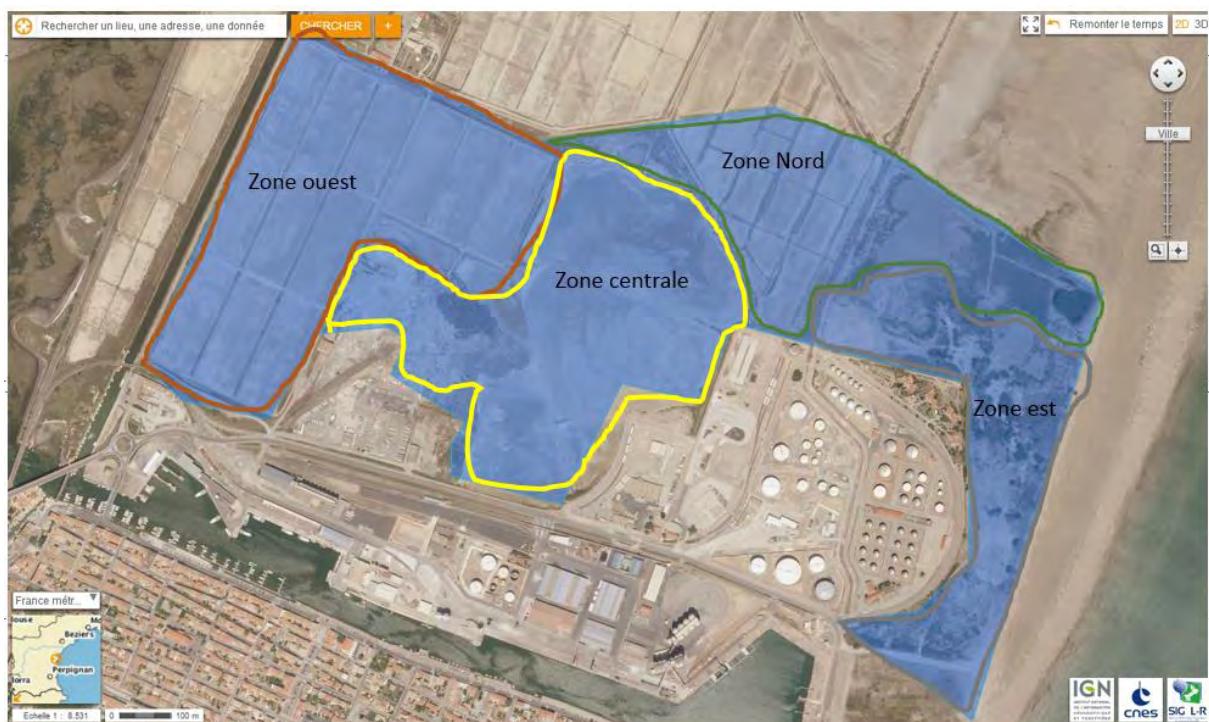 Rechercher un lieu, une adresse, une donnée
CHERCHER
+
Remonter le temps
2D 3D
Ville
Zone ouest
Zone Nord
Zone centrale
Zone est
France métr...
Beziers
Perpignan
Echelle 1 : 8.531
0 100 m
IGN
cnes
SIG L-R